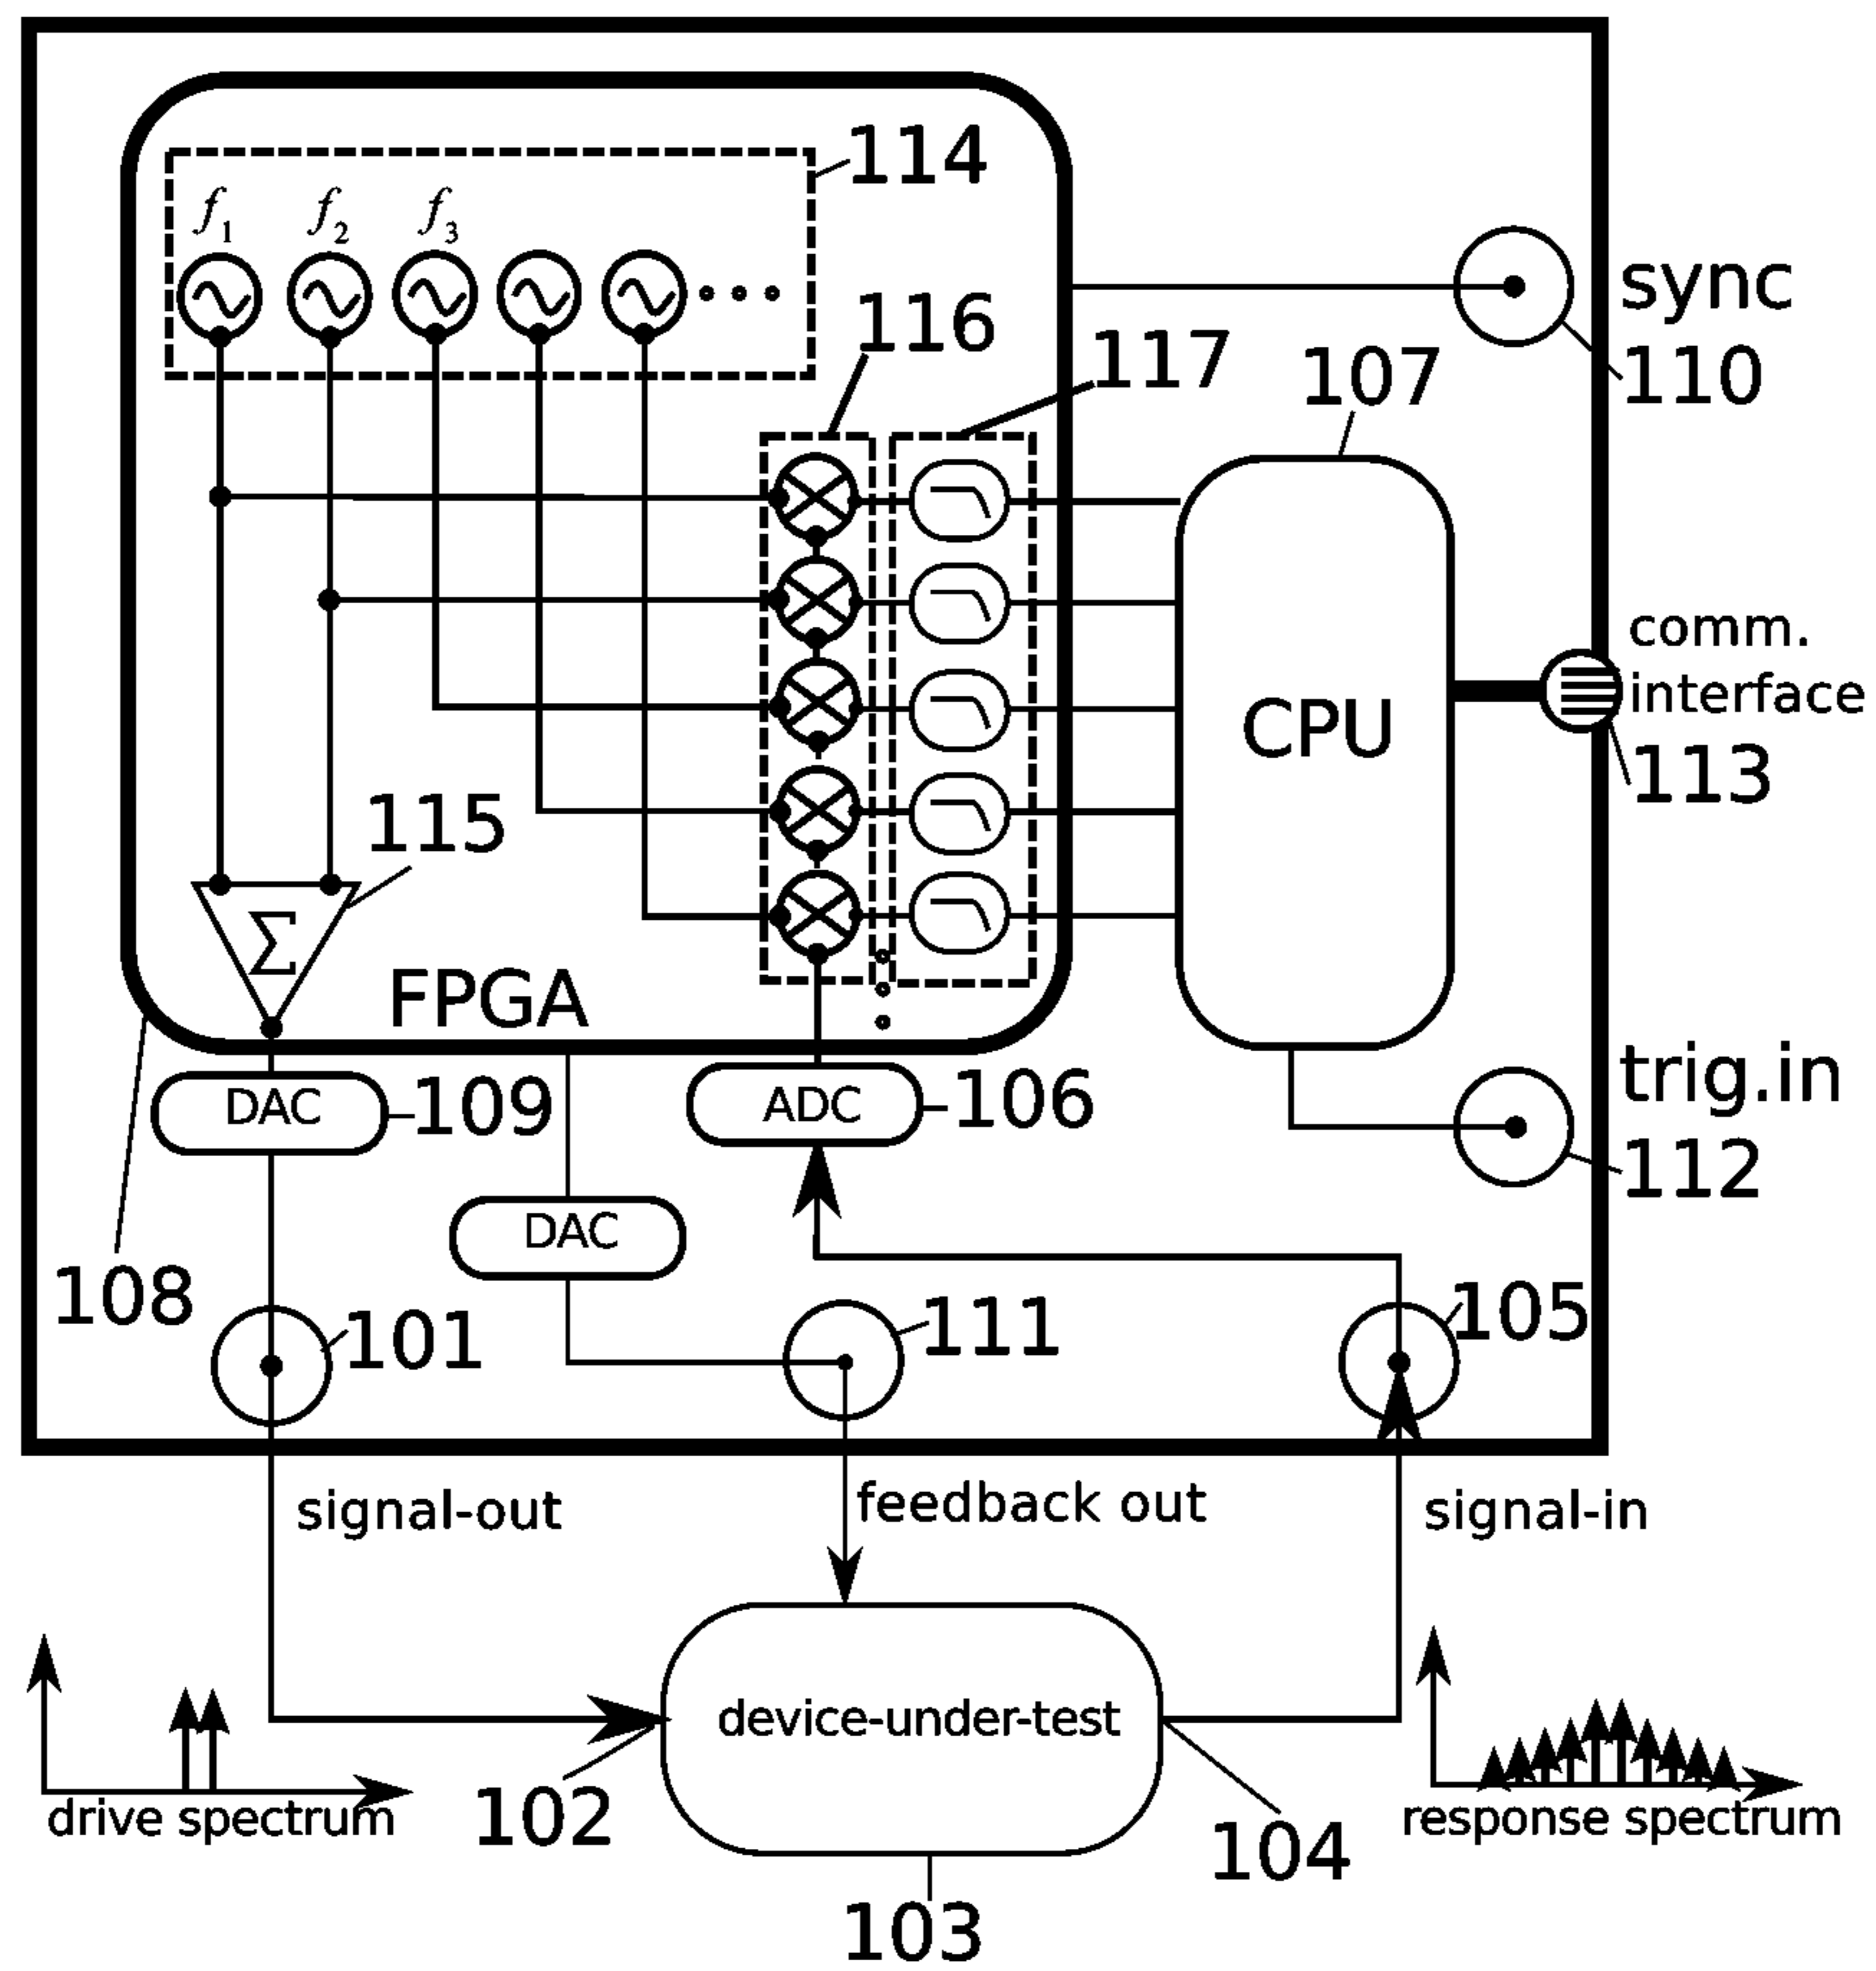 114
f1 f2 f3
116
sync
117
107
110
comm.
interface
CPU
113
115
Σ
FPGA
trig.in
DAC
109
ADC
106
112
DAC
108
101
111
105
signal-out
feedback out
signal-in
device-under-test
drive spectrum
102
response spectrum
104
103